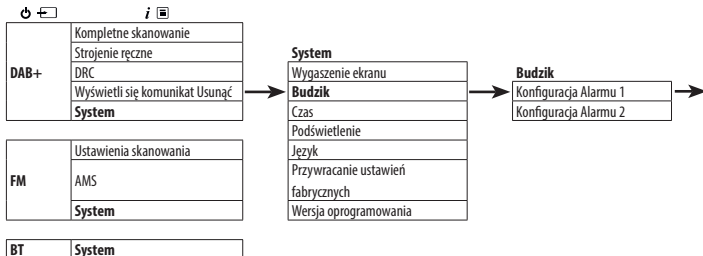 i
DAB+
Kompletne skanowanie
Strojenie ręczne
DRC
Wyświetli się komunikat Usunąć
System
FM
Ustawienia skanowania
AMS
System
BT
System
System
Wygaszenie ekranu
Budzik
Czas
Podświetlenie
Język
Przywracanie ustawień
fabrycznych
Wersja oprogramowania
Budzik
Konfiguracja Alarmu 1
Konfiguracja Alarmu 2